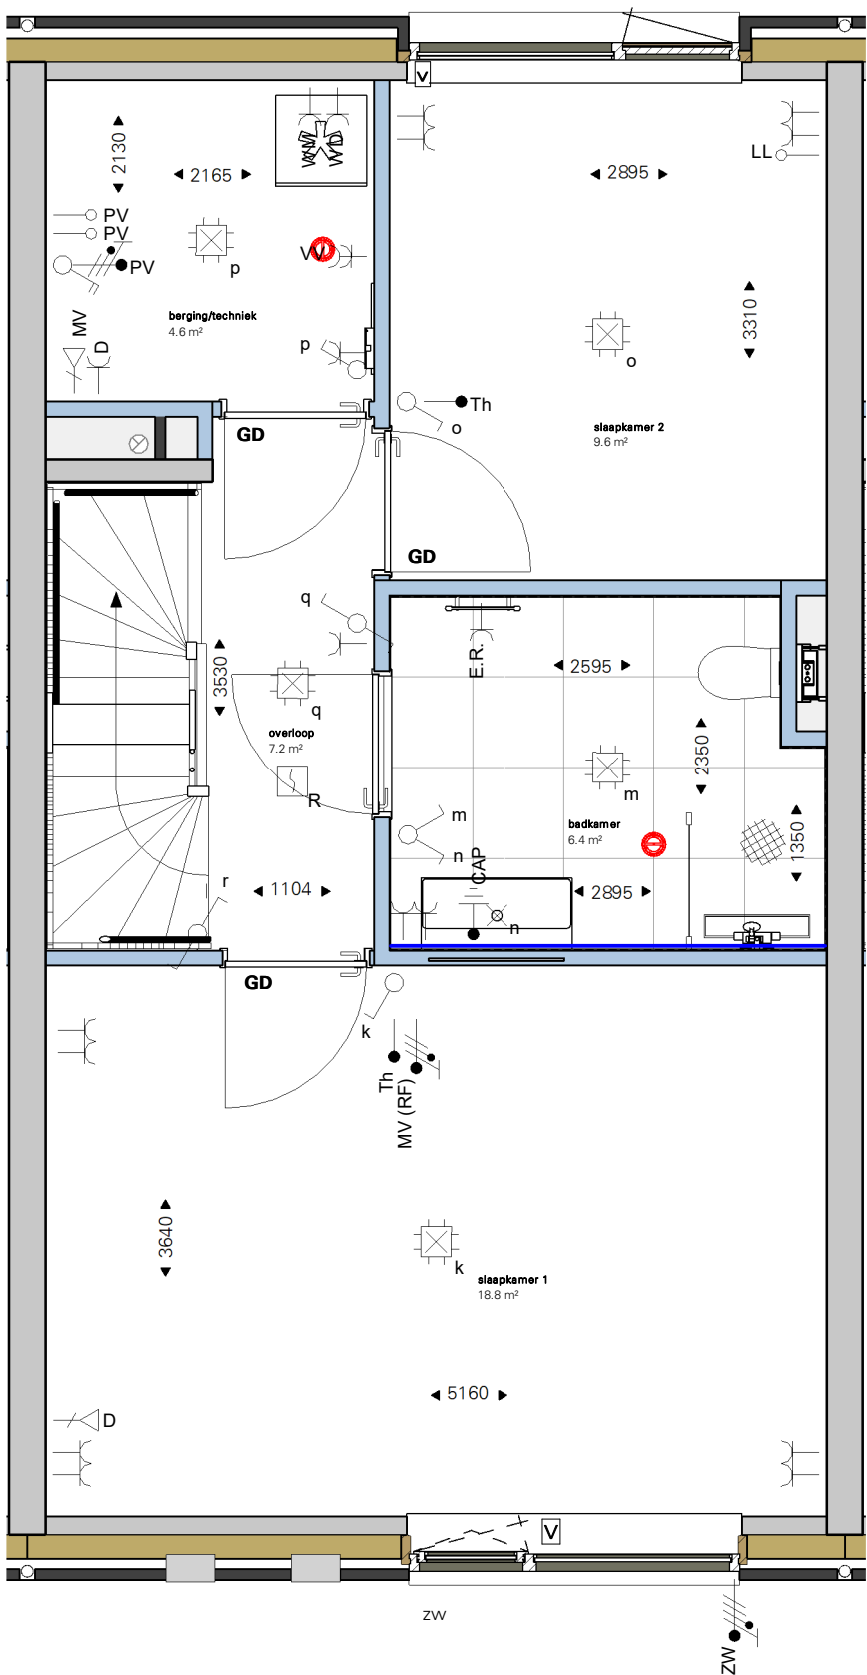 V
2130
2165
WM
WD
2895
LL
PV
PV
PV
VV
p
berging/techniek
4.6 m²
MV
D
p
3310
o
Th
o
slaapkamer 2
9.6 m²
GD
GD
q
E.R.
2595
3530
q
overloop
7.2 m²
R
2350
m
m
badkamer
6.4 m²
1350
n
CAP
r
1104
2895
n
GD
k
Th
MV (RF)
3640
k
slaapkamer 1
18.8 m²
5160
D
V
ZW
ZW